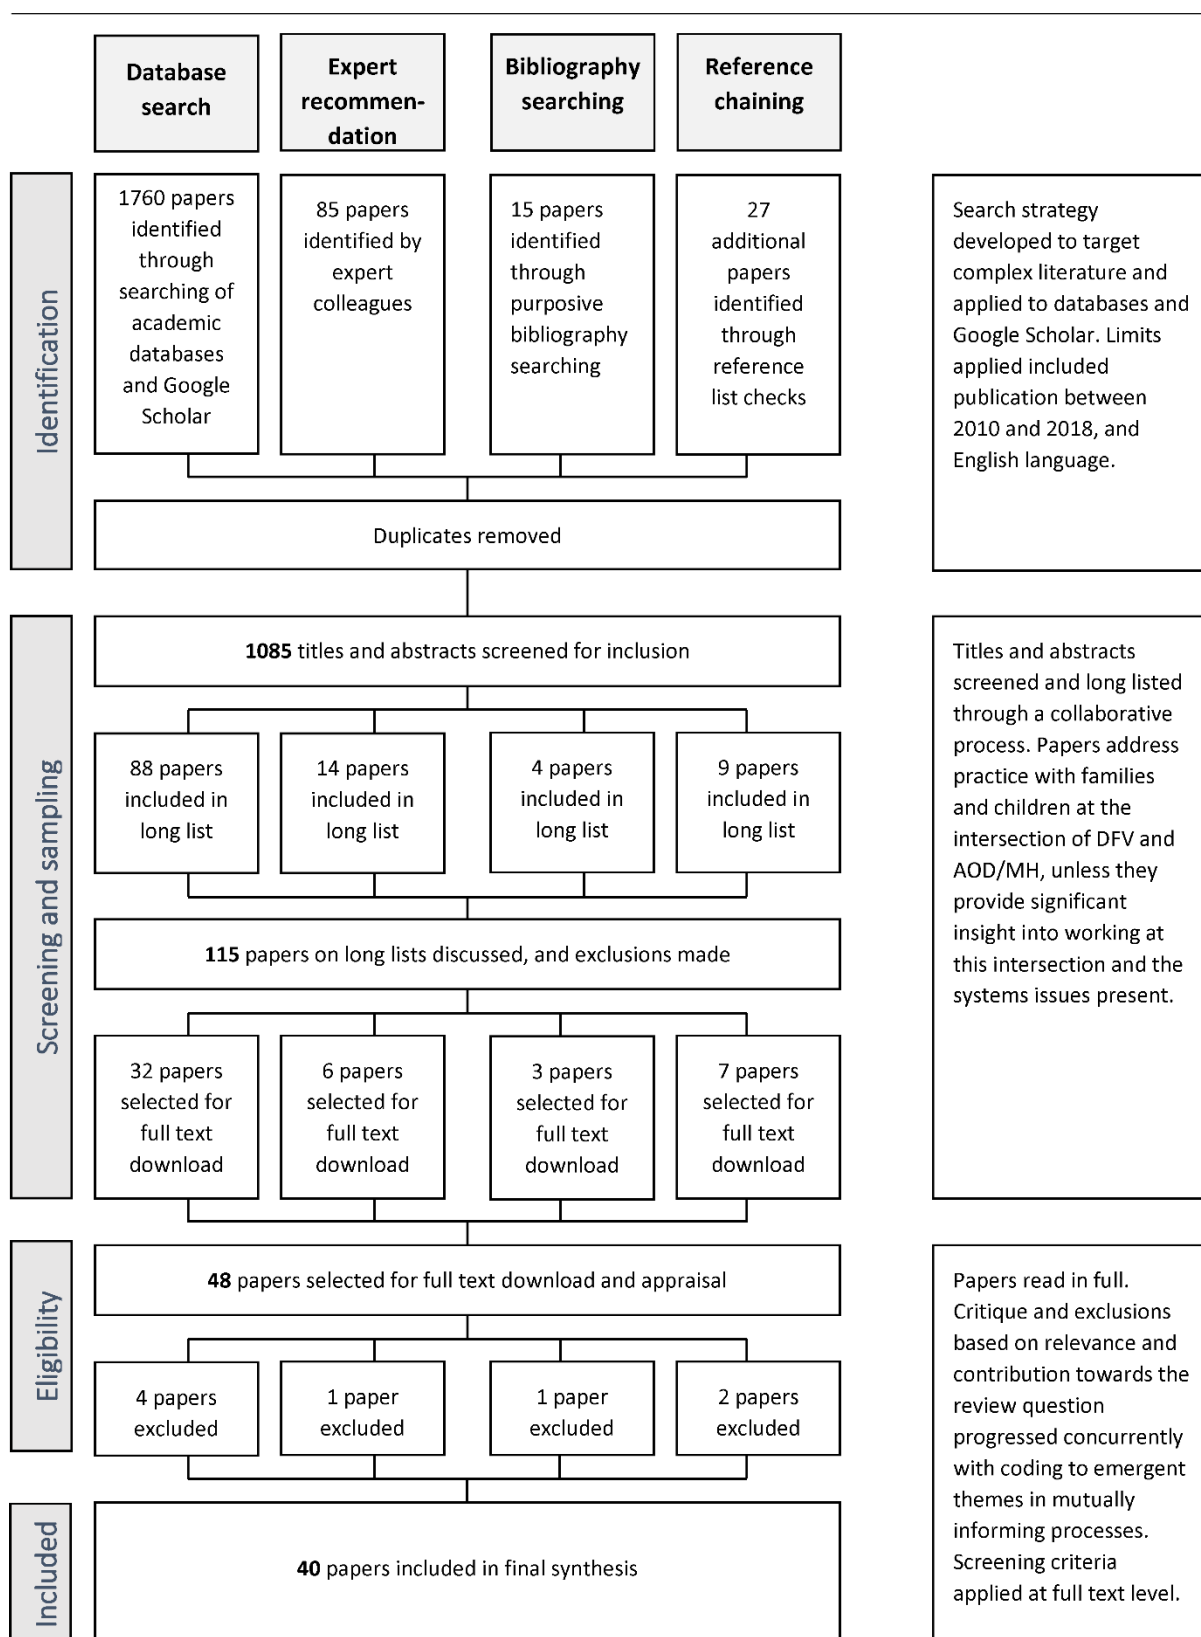 Database
search
Expert
recommen-
dation
Bibliography
searching
Reference
chaining
Identification
1760 papers
identified
through
searching of
academic
databases
and Google
Scholar
85 papers
identified by
expert
colleagues
15 papers
identified
through
purposive
bibliography
searching
27
additional
papers
identified
through
reference
list checks
Search strategy
developed to target
complex literature and
applied to databases and
Google Scholar. Limits
applied included
publication between
2010 and 2018, and
English language.
Duplicates removed
Screening and sampling
1085 titles and abstracts screened for inclusion
88 papers
included in
long list
14 papers
included in
long list
4 papers
included in
long list
9 papers
included in
long list
115 papers on long lists discussed, and exclusions made
32 papers
selected for
full text
download
6 papers
selected for
full text
download
3 papers
selected for
full text
download
7 papers
selected for
full text
download
Titles and abstracts
screened and long listed
through a collaborative
process. Papers address
practice with families
and children at the
intersection of DFV and
AOD/MH, unless they
provide significant
insight into working at
this intersection and the
systems issues present.
Eligibility
48 papers selected for full text download and appraisal
4 papers
excluded
1 paper
excluded
1 paper
excluded
2 papers
excluded
Papers read in full.
Critique and exclusions
based on relevance and
contribution towards the
review question
progressed concurrently
with coding to emergent
themes in mutually
informing processes.
Screening criteria
applied at full text level.
Included
40 papers included in final synthesis